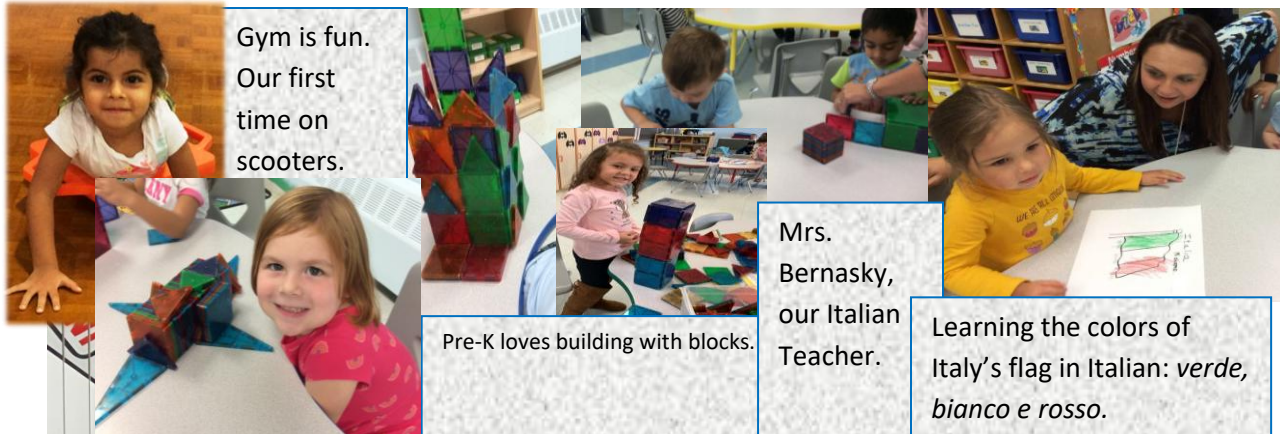 Gym is fun.
Our first
time on
scooters.
Pre-K loves building with blocks.
Mrs.
Bernasky,
our Italian
Teacher.
Learning the colors of
Italy’s flag in Italian: verde,
bianco e rosso.